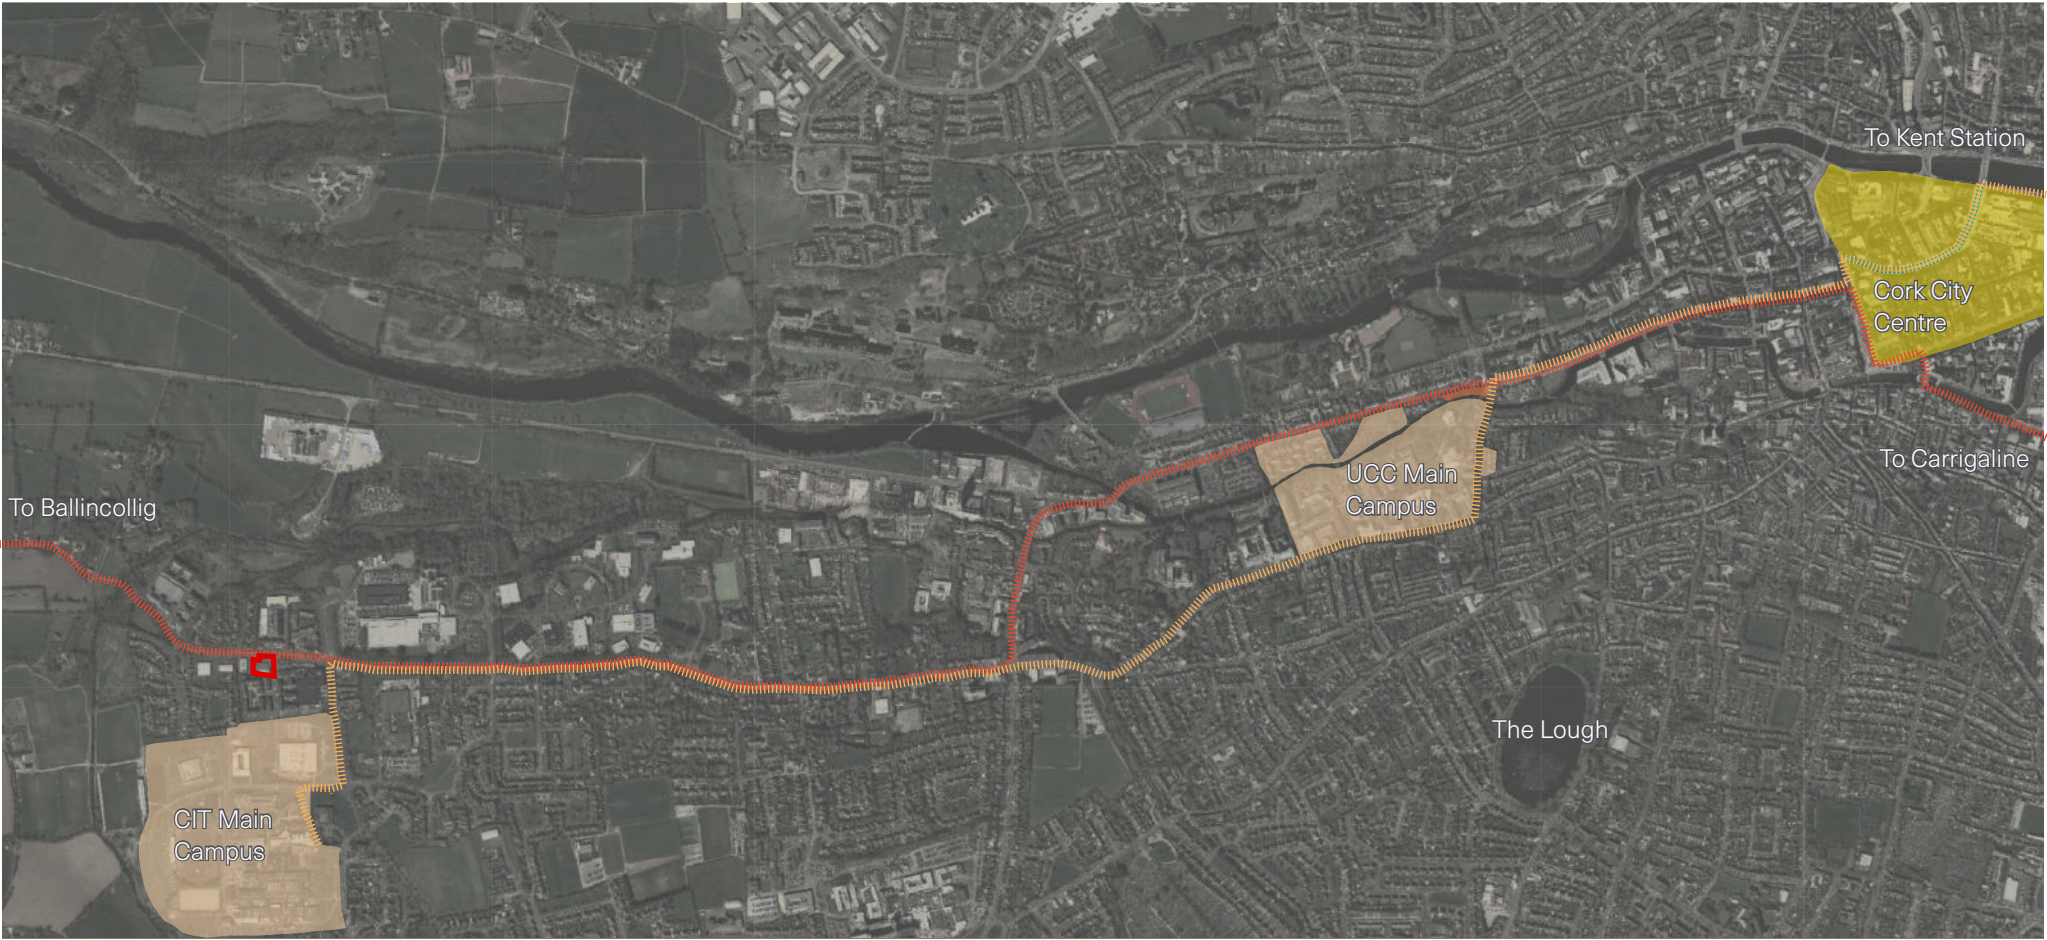 To Kent Station
Cork City
Centre
To Carrigaline
UCC Main
Campus
To Ballincollig
The Lough
CIT Main
Campus